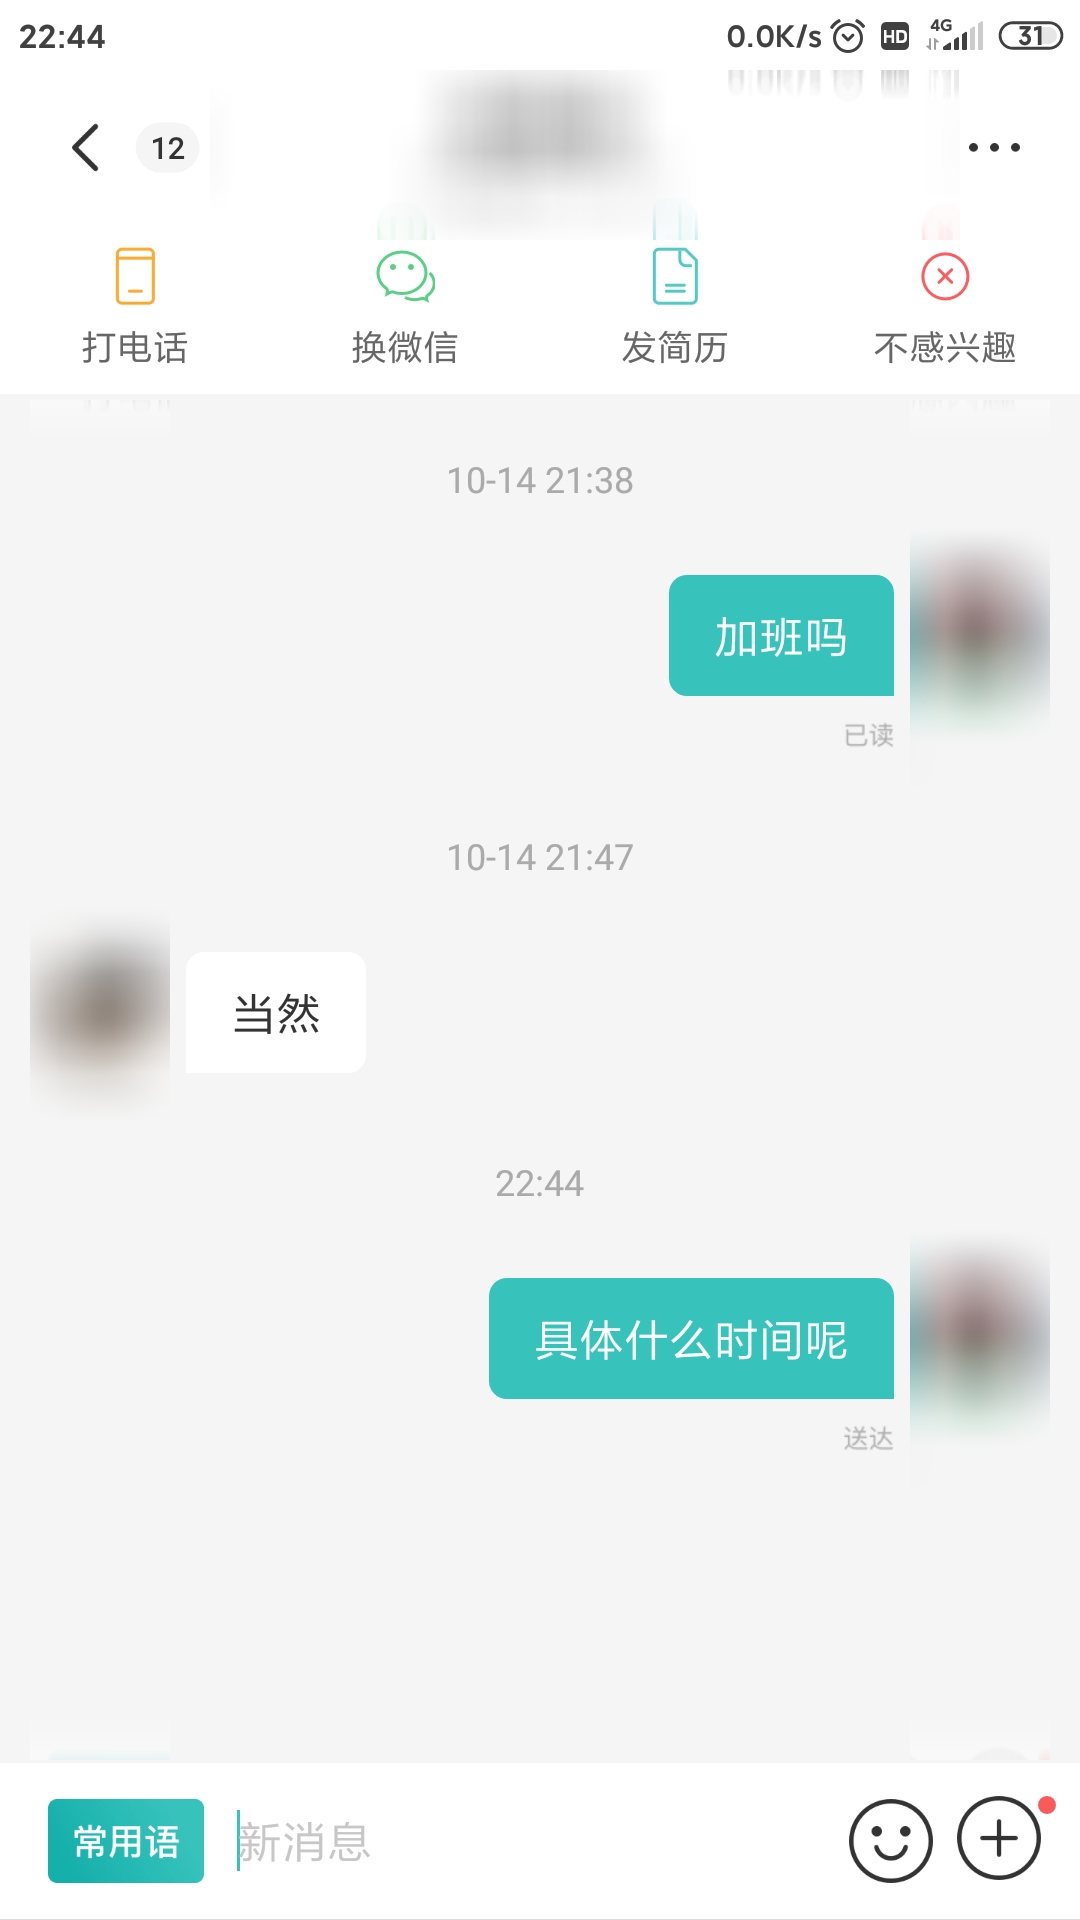 22:44 0.0K/s HD 4G 31
12
打电话 换微信 发简历 不感兴趣
10-14 21:38
加班吗
已读
10-14 21:47
当然
22:44
具体什么时间呢
送达
常用语 新消息